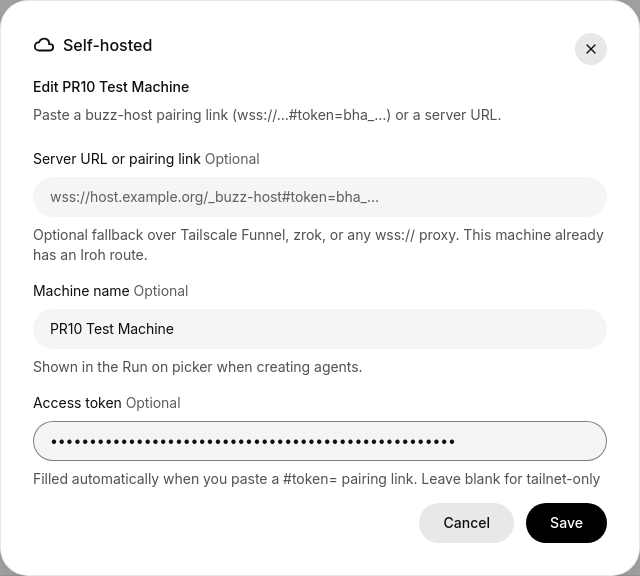 Self-hosted
Edit PR10 Test Machine
Paste a buzz-host pairing link (wss://...#token=bha_...) or a server URL.
Server URL or pairing link Optional
wss://host.example.org/_buzz-host#token=bha_...
Optional fallback over Tailscale Funnel, zrok, or any wss:// proxy. This machine already
has an Iroh route.
Machine name Optional
PR10 Test Machine
Shown in the Run on picker when creating agents.
Access token Optional
Filled automatically when you paste a #token= pairing link. Leave blank for tailnet-only
Cancel Save